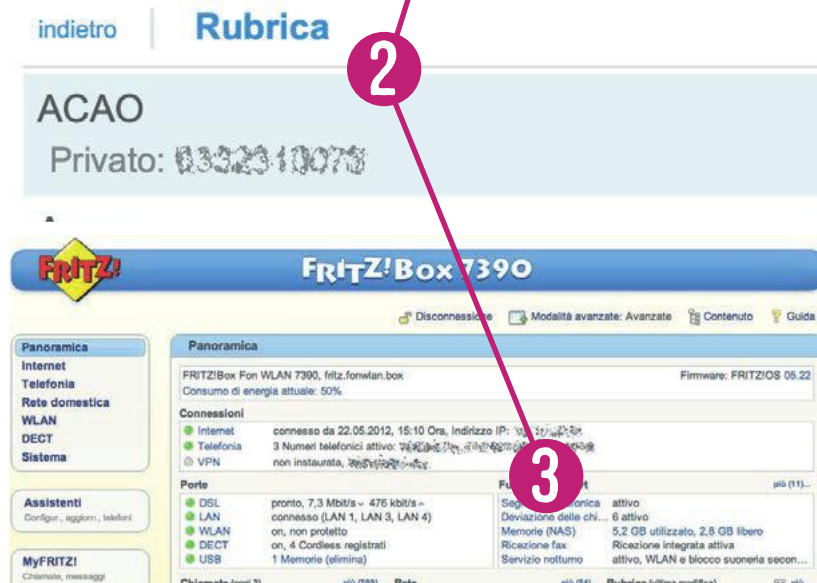 indietro Rubrica
2
ACAO
Privato:
FRITZ! FRITZ!Box 7390
Disconnessione Modalità avanzate: Avanzate Contenuto Guida
Panoramica
Internet
Telefonia
Rete domestica
WLAN
DECT
Sistema
Assistenti
Configur., aggiorn., telefoni
MyFRITZ!
Chiamate, messaggi
Panoramica
FRITZ!Box Fon WLAN 7390, fritz.fonwlan.box Firmware: FRITZ!OS 05.22
Consumo di energia attuale: 50%
Connessioni
Internet connesso da 22.05.2012, 15:10 Ora, Indirizzo IP:
Telefonia 3 Numeri telefonici attivo:
VPN non instaurata,
Porte
DSL pronto, 7,3 Mbit/s 476 kbit/s
LAN connesso (LAN 1, LAN 3, LAN 4)
WLAN on, non protetto
DECT on, 4 Cordless registrati
USB 1 Memorie (elimina)
3
più (11)...
attivo
Deviazione delle chi... 6 attivo
Memorie (NAS) 5,2 GB utilizzato, 2,8 GB libero
Ricezione fax Ricezione integrata attiva
Servizio notturno attivo, WLAN e blocco suoneria secon...